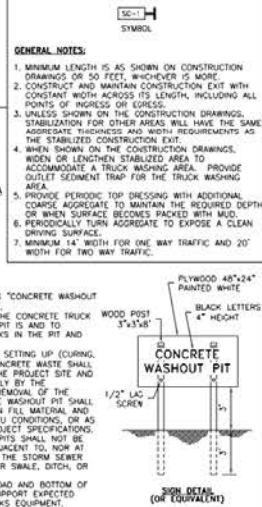 SC-1
SYMBOL
GENERAL NOTES:
1. MINIMUM LENGTH IS AS SHOWN ON CONSTRUCTION
DRAWINGS OR 50 FEET, WHICHEVER IS MORE.
2. CONSTRUCT AND MAINTAIN CONSTRUCTION EXIT WITH
CONSTANT WIDTH ACROSS ITS LENGTH, INCLUDING ALL
POINTS OF INGRESS OR EGRESS.
3. UNLESS SHOWN ON THE CONSTRUCTION DRAWINGS,
STABILIZATION FOR OTHER AREAS WILL HAVE THE SAME
AGGREGATE THICKNESS AND WIDTH REQUIREMENTS AS
THE STABILIZED CONSTRUCTION EXIT.
4. WHEN SHOWN ON THE CONSTRUCTION DRAWINGS,
WIDEN OR LENGTHEN STABILIZED AREA TO
ACCOMMODATE A TRUCK WASHING AREA. PROVIDE
OUTLET SEDIMENT TRAP FOR THE TRUCK WASHING
AREA.
5. PROVIDE PERIODIC TOP DRESSING WITH ADDITIONAL
COARSE AGGREGATE TO MAINTAIN THE REQUIRED DEPTH
OR WHEN SURFACE BECOMES PACKED WITH MUD.
6. PERIODICALLY TURN AGGREGATE TO EXPOSE A CLEAN
DRIVING SURFACE.
7. MINIMUM 14' WIDTH FOR ONE WAY TRAFFIC AND 20'
WIDTH FOR TWO WAY TRAFFIC.
"CONCRETE WASHOUT
THE CONCRETE TRUCK
PIT IS AND TO
KS IN THE PIT AND
SETTING UP (CURING,
ONCRETE WASTE SHALL
HE PROJECT SITE AND
LY BY THE
REMOVAL OF THE
E WASHOUT PIT SHALL
N FILL MATERIAL AND
U CONDITIONS, OR AS
OJECT SPECIFICATIONS.
PITS SHALL NOT BE
ADJACENT TO, NOR AT
THE STORM SEWER
R SWALE, DITCH, OR
OAD AND BOTTOM OF
UPPORT EXPECTED
KS EQUIPMENT.
PLYWOOD 48"x24"
PAINTED WHITE
BLACK LETTERS
4" HEIGHT
WOOD POST
3"x3"x8'
CONCRETE
WASHOUT PIT
1/2" LAG
SCREW
3'
3'
SIGN DETAIL
(OR EQUIVALENT)